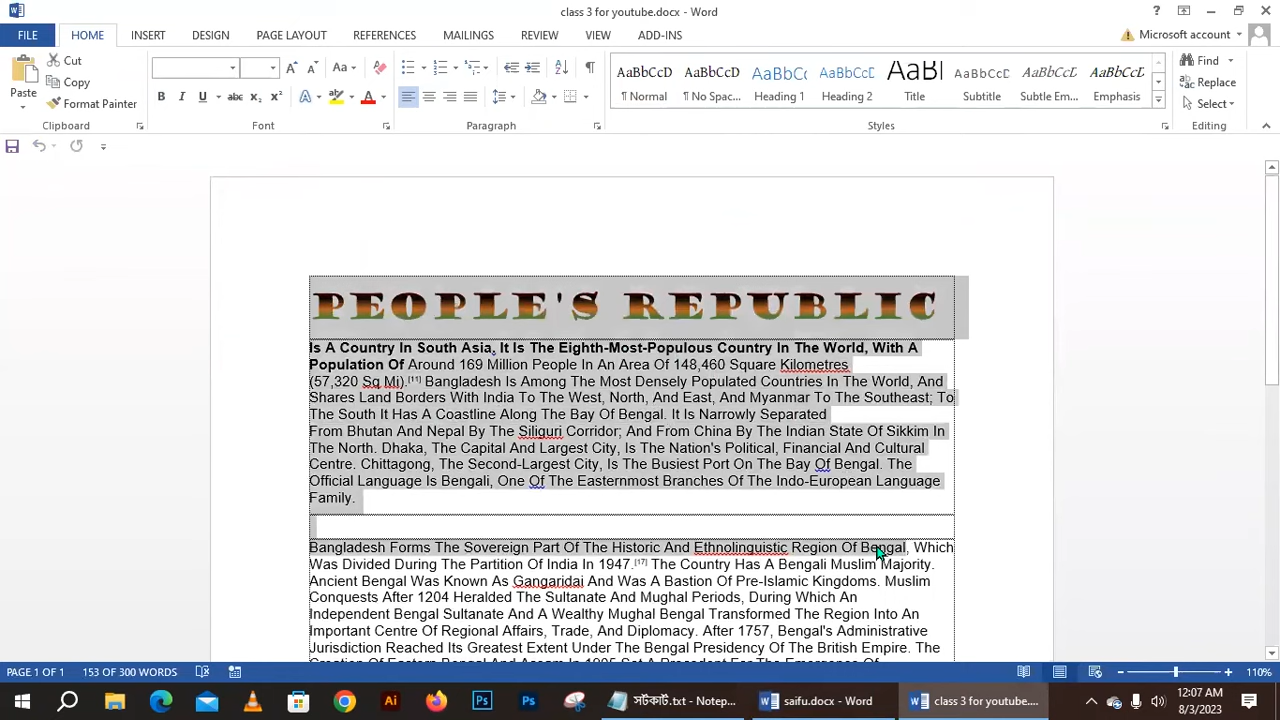 class 3 for youtube.docx - Word
?
FILE HOME INSERT DESIGN PAGE LAYOUT REFERENCES MAILINGS REVIEW VIEW ADD-INS Microsoft account
Paste Cut Copy Format Painter
Clipboard
Aa
B I U abc X₂ X² A A
Font
Paragraph
AaBbCcD AaBbCcD AaBbC AaBbCcD AaBl AaBbCcD AaBbCcD AaBbCcD
¶ Normal ¶ No Spac... Heading 1 Heading 2 Title Subtitle Subtle Em... Emphasis
Styles
Find Replace Select
Editing
PEOPLE'S REPUBLIC
Is A Country In South Asia, It Is The Eighth-Most-Populous Country In The World, With A
Population Of Around 169 Million People In An Area Of 148,460 Square Kilometres
(57,320 Sq Mi).[11] Bangladesh Is Among The Most Densely Populated Countries In The World, And
Shares Land Borders With India To The West, North, And East, And Myanmar To The Southeast; To
The South It Has A Coastline Along The Bay Of Bengal. It Is Narrowly Separated
From Bhutan And Nepal By The Siliguri Corridor; And From China By The Indian State Of Sikkim In
The North. Dhaka, The Capital And Largest City, Is The Nation's Political, Financial And Cultural
Centre. Chittagong, The Second-Largest City, Is The Busiest Port On The Bay Of Bengal. The
Official Language Is Bengali, One Of The Easternmost Branches Of The Indo-European Language
Family.
Bangladesh Forms The Sovereign Part Of The Historic And Ethnolinguistic Region Of Bengal, Which
Was Divided During The Partition Of India In 1947.[17] The Country Has A Bengali Muslim Majority.
Ancient Bengal Was Known As Gangaridai And Was A Bastion Of Pre-Islamic Kingdoms. Muslim
Conquests After 1204 Heralded The Sultanate And Mughal Periods, During Which An
Independent Bengal Sultanate And A Wealthy Mughal Bengal Transformed The Region Into An
Important Centre Of Regional Affairs, Trade, And Diplomacy. After 1757, Bengal's Administrative
Jurisdiction Reached Its Greatest Extent Under The Bengal Presidency Of The British Empire. The
PAGE 1 OF 1 153 OF 300 WORDS 110%
Ai Ps Ps সটকাট.txt - Notep... saifu.docx - Word class 3 for youtube....
12:07 AM
8/3/2023